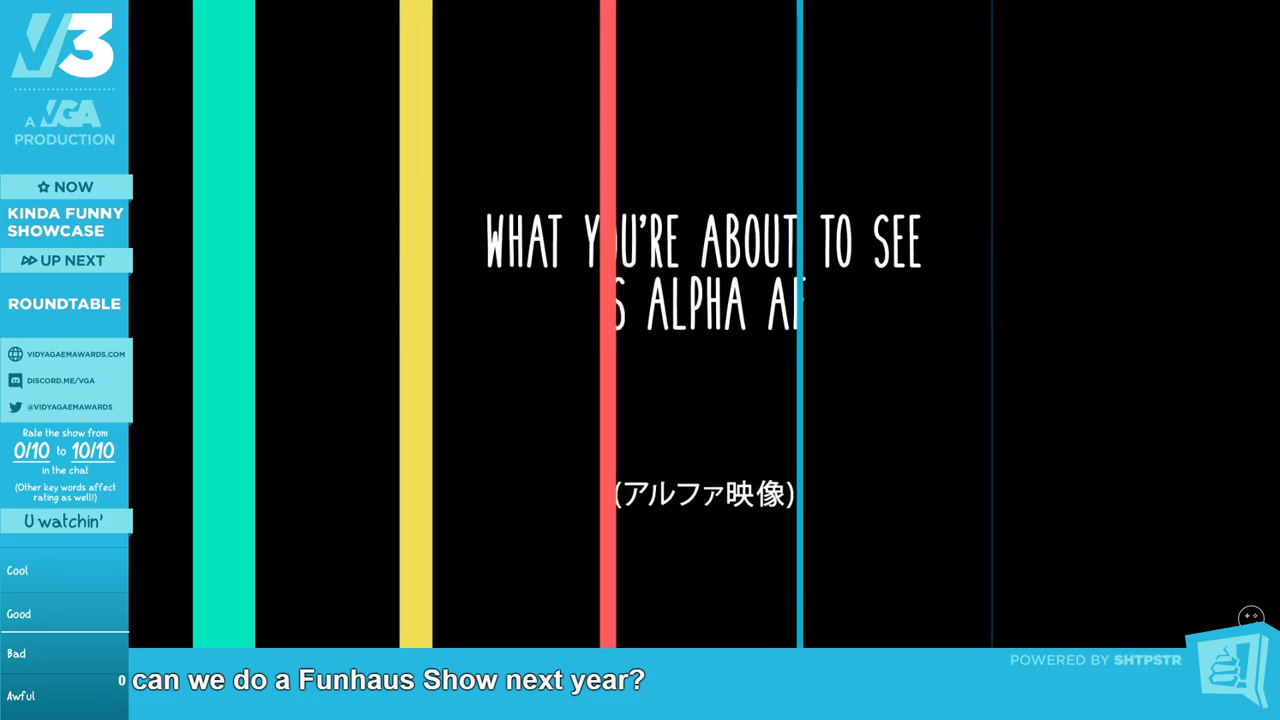 V3
A VGA
PRODUCTION
NOW
KINDA FUNNY
SHOWCASE
UP NEXT
ROUNDTABLE
VIDYAGAEMAWARDS.COM
DISCORD.ME/VGA
@VIDYAGAEMAWARDS
Rate the show from
0/10 to 10/10
in the chat
(Other key words affect
rating as well!)
U watchin'
Cool
Good
Bad
Awful
WHAT YOU'RE ABOUT TO SEE
S ALPHA AF
(アルファ映像)
0 can we do a Funhaus Show next year?
POWERED BY SHTPSTR